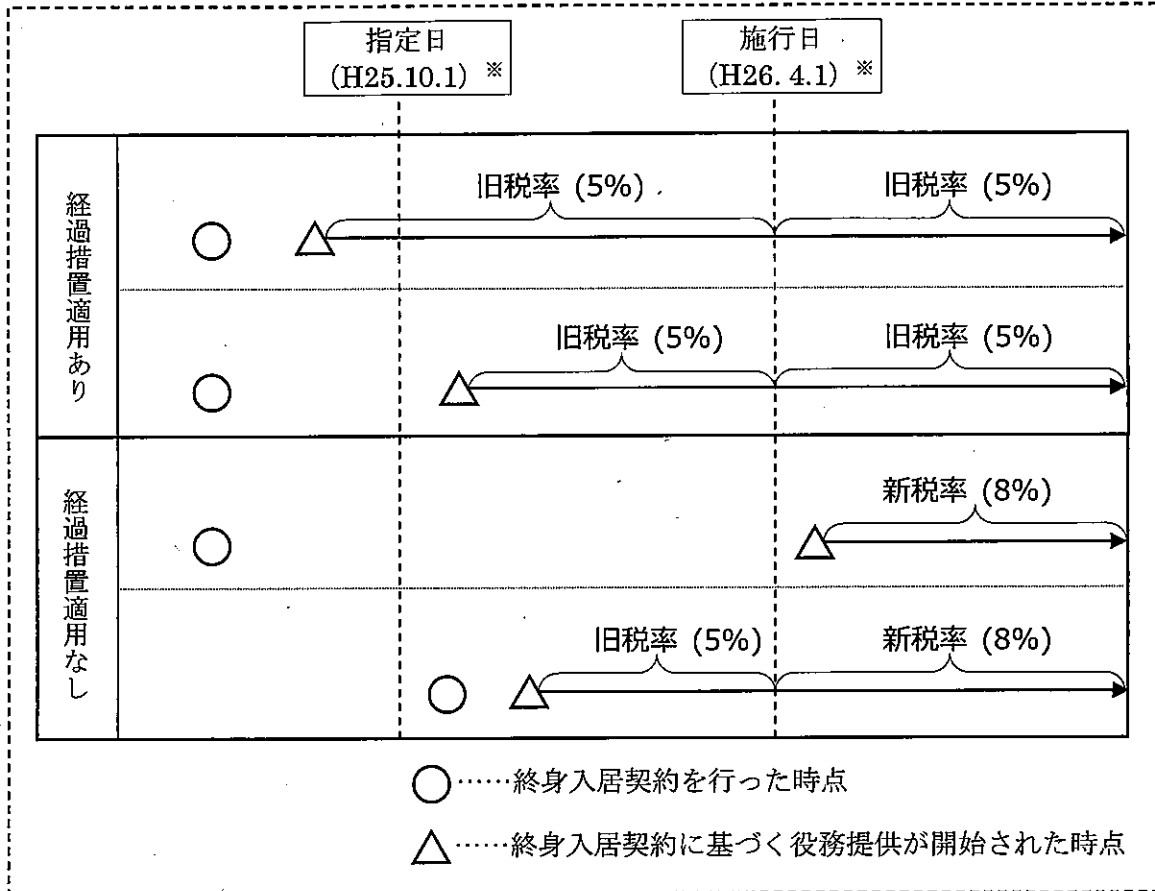 指定日
(H25.10.1) ※
施行日
(H26. 4.1) ※
経過措置適用あり
旧税率 (5%)
旧税率 (5%)
旧税率 (5%)
旧税率 (5%)
経過措置適用なし
新税率 (8%)
旧税率 (5%)
新税率 (8%)
○……終身入居契約を行った時点
△……終身入居契約に基づく役務提供が開始された時点